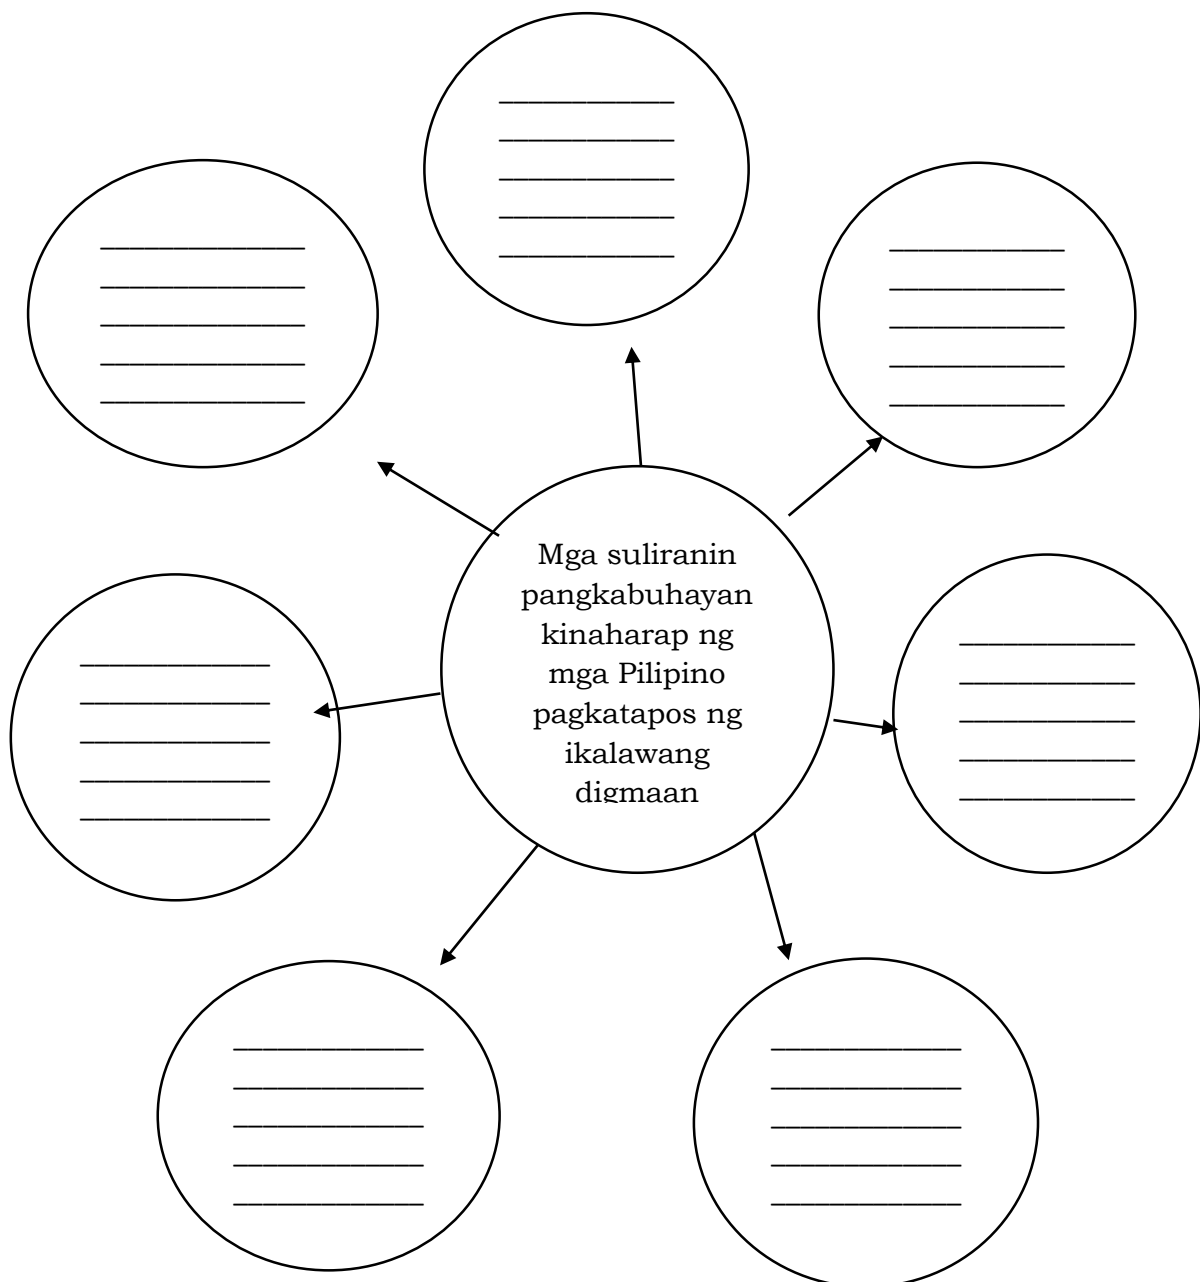 Mga suliranin
pangkabuhayan
kinaharap ng
mga Pilipino
pagkatapos ng
ikalawang
digmaan